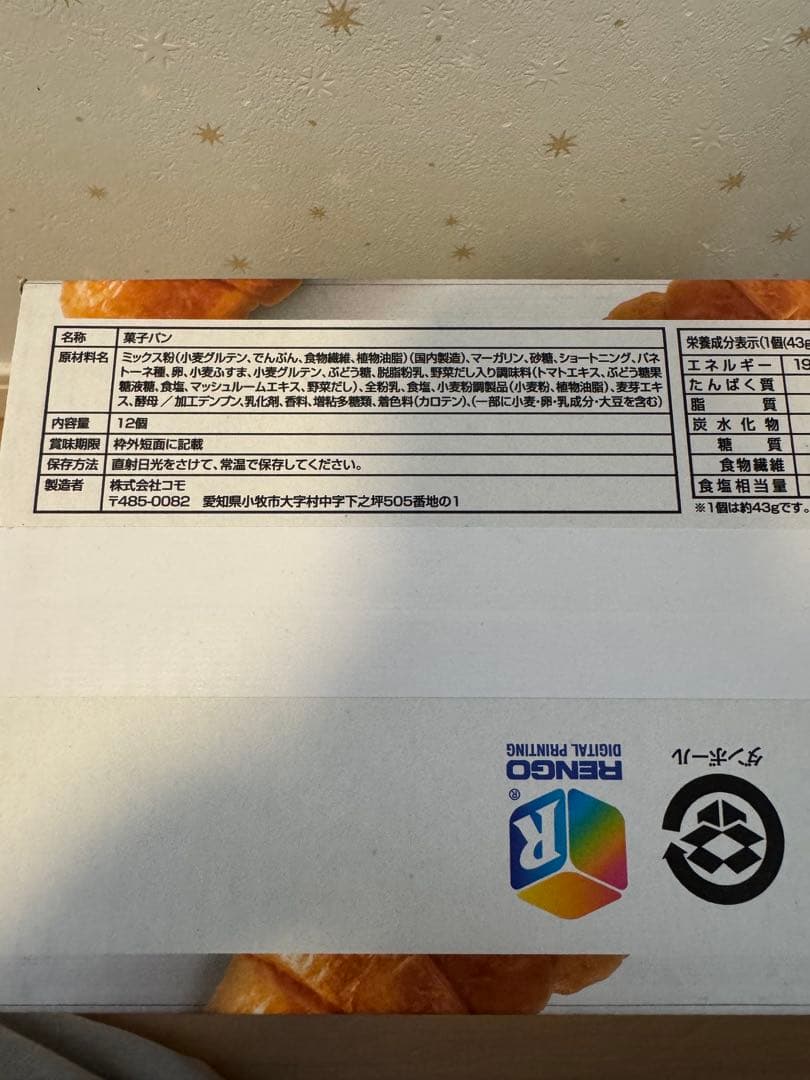 名称 菓子パン
原材料名 ミックス粉(小麦グルテン、でんぷん、食物繊維、植物油脂)(国内製造)、マーガリン、砂糖、ショートニング、パネ
トーネ種、卵、小麦ふすま、小麦グルテン、ぶどう糖、脱脂粉乳、野菜だし入り調味料(トマトエキス、ぶどう糖果
糖液糖、食塩、マッシュルームエキス、野菜だし)、全粉乳、食塩、小麦粉調製品(小麦粉、植物油脂)、麦芽エキ
ス、酵母／加工デンプン、乳化剤、香料、増粘多糖類、着色料(カロテン)、(一部に小麦・卵・乳成分・大豆を含む)
内容量 12個
賞味期限 枠外短面に記載
保存方法 直射日光をさけて、常温で保存してください。
製造者 株式会社コモ
〒485-0082 愛知県小牧市大字村中字下之坪505番地の1
栄養成分表示(1個(43g
エネルギー 19
たんぱく質
脂質
炭水化物
糖質
食物繊維
食塩相当量
※1個は約43gです。
ダンボール
RENGO
DIGITAL PRINTING
R
®